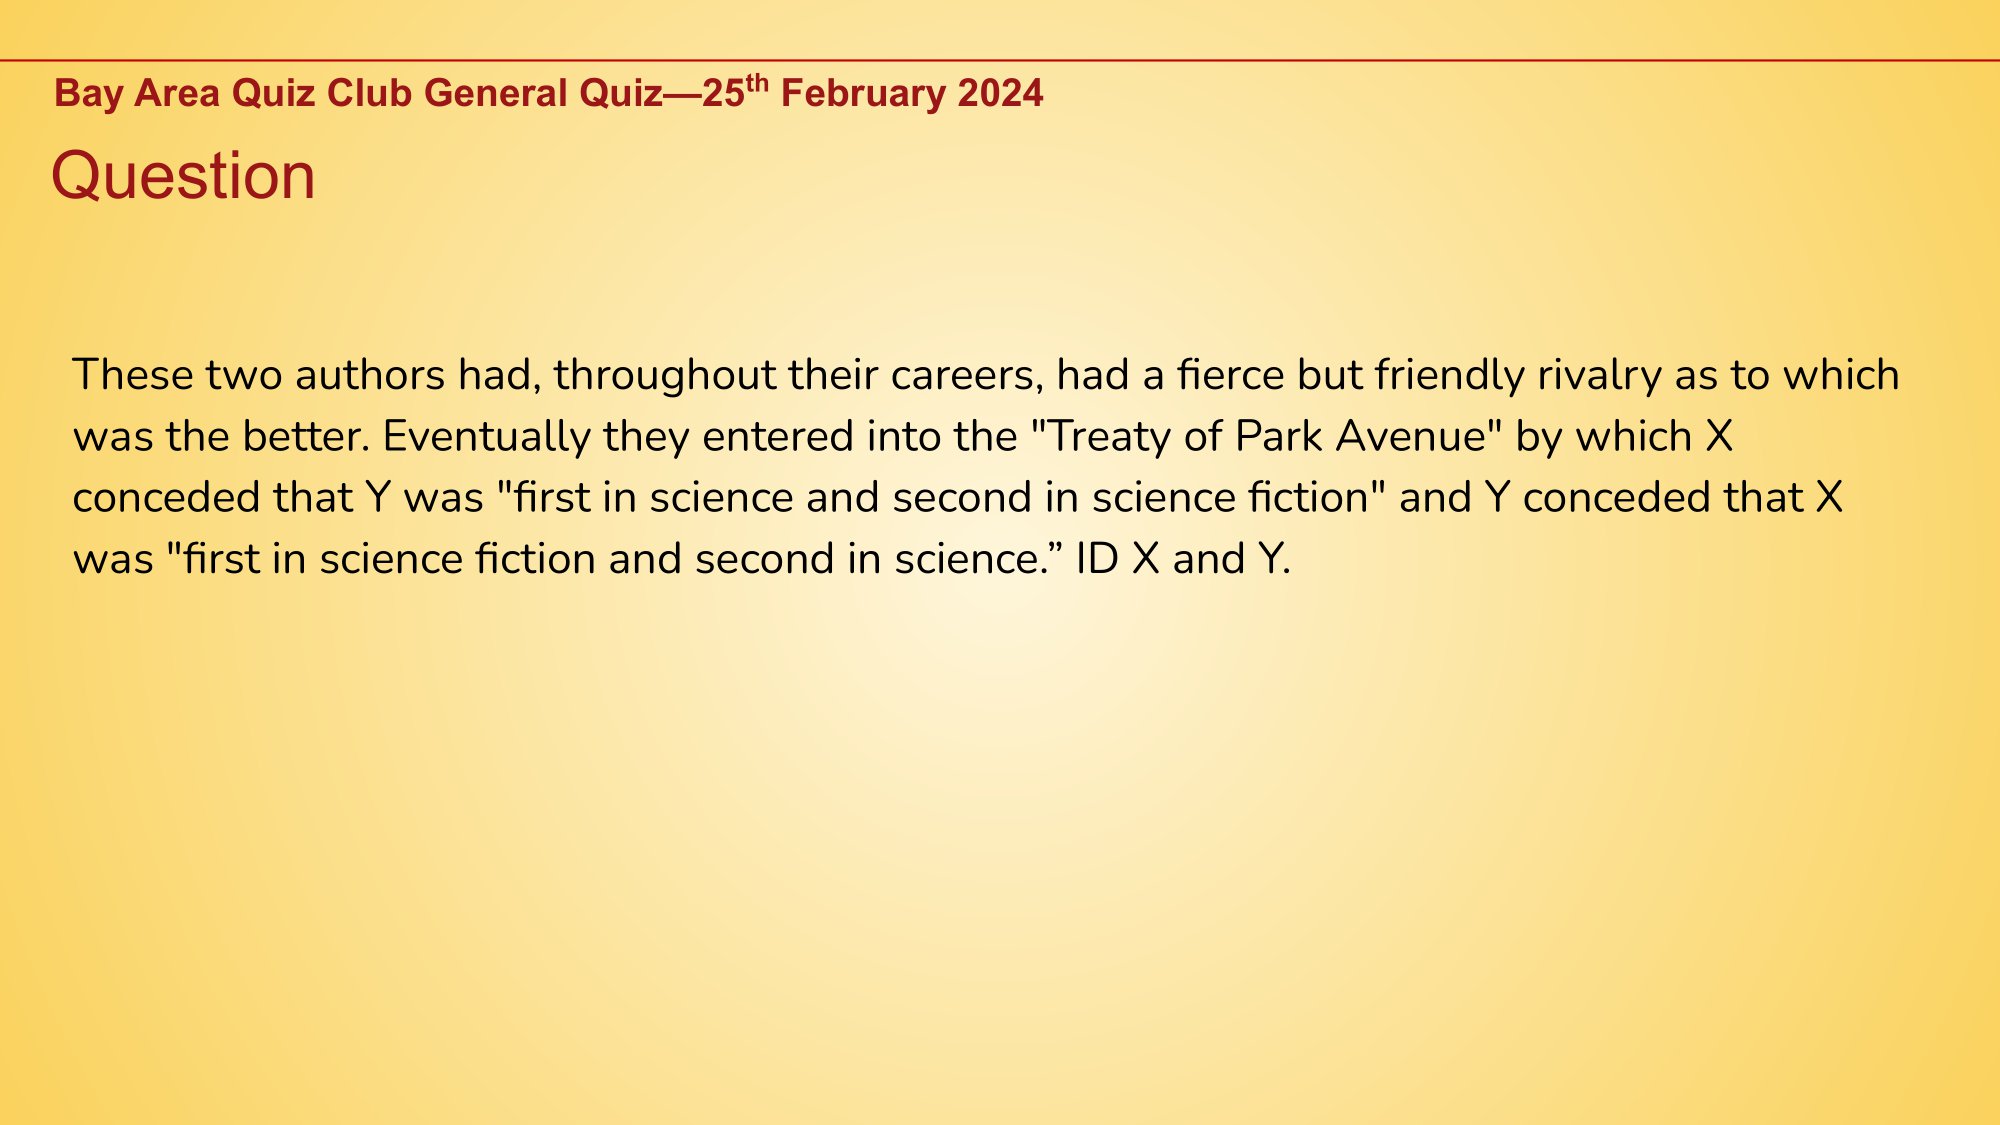 Bay Area Quiz Club General Quiz—25th February 2024
Question
These two authors had, throughout their careers, had a fierce but friendly rivalry as to which
was the better. Eventually they entered into the "Treaty of Park Avenue" by which X
conceded that Y was "first in science and second in science fiction" and Y conceded that X
was "first in science fiction and second in science.” ID X and Y.